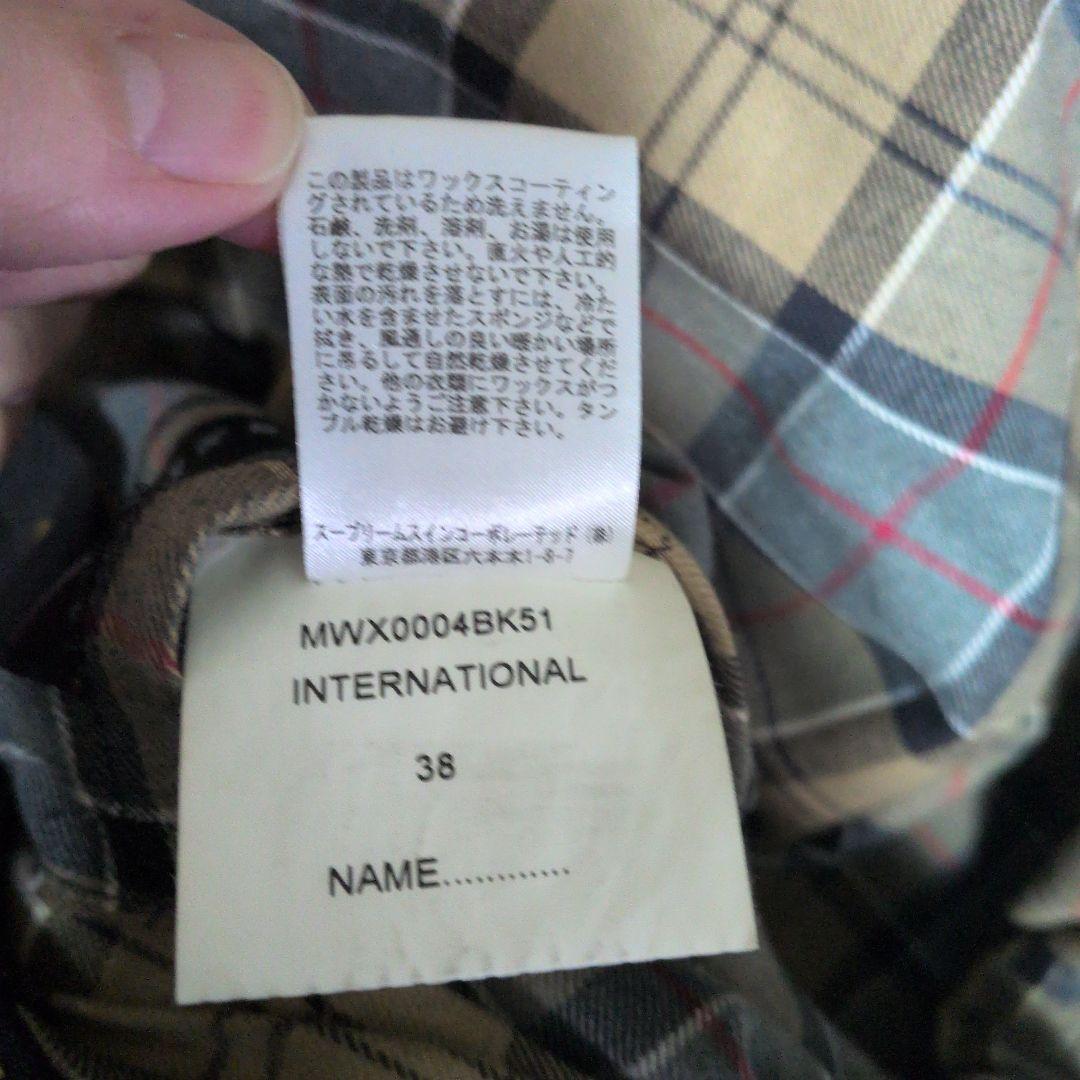 この製品はワックスコーティン
グされているため洗えません。
石鹸、洗剤、溶剤、お湯は使用
しないで下さい。直火や人工的
な熱で乾燥させないで下さい。
表面の汚れを落とすには、冷た
い水を含ませたスポンジなどで
拭き、風通しの良い暖かい場所
に吊るして自然乾燥させてくだ
さい。他の衣類にワックスがつ
かないようご注意下さい。タン
ブル乾燥はお避け下さい。
スープリームスインコーポレーテッド(株)
東京都港区六本木1-8-7
MWX0004BK51
INTERNATIONAL
38
NAME............